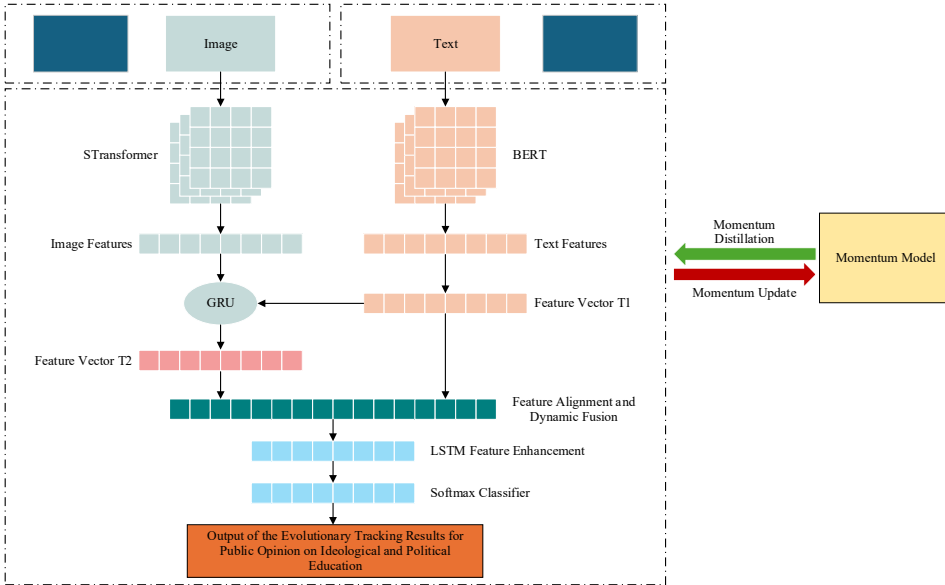 Image
Text
STransformer
BERT
Image Features
Text Features
Momentum
Distillation
Momentum Model
Momentum Update
GRU
Feature Vector T1
Feature Vector T2
Feature Alignment and
Dynamic Fusion
LSTM Feature Enhancement
Softmax Classifier
Output of the Evolutionary Tracking Results for
Public Opinion on Ideological and Political
Education